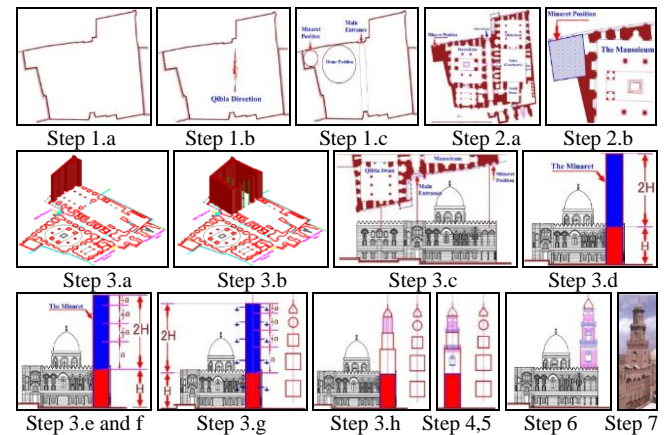 Minaret Position
Main Entrance
Dome Position
Qibla Direction
Minaret Position
Mausoleum
Minaret Position
The Mausoleum
Step 1.a Step 1.b Step 1.c Step 2.a Step 2.b
Qibla Iwan
Mausoleum
Main Entrance
Minaret Position
The Minaret
2H
H
Step 3.a Step 3.b Step 3.c Step 3.d
The Minaret
2H
H
a
2H
H
Step 3.e and f Step 3.g Step 3.h Step 4,5 Step 6 Step 7